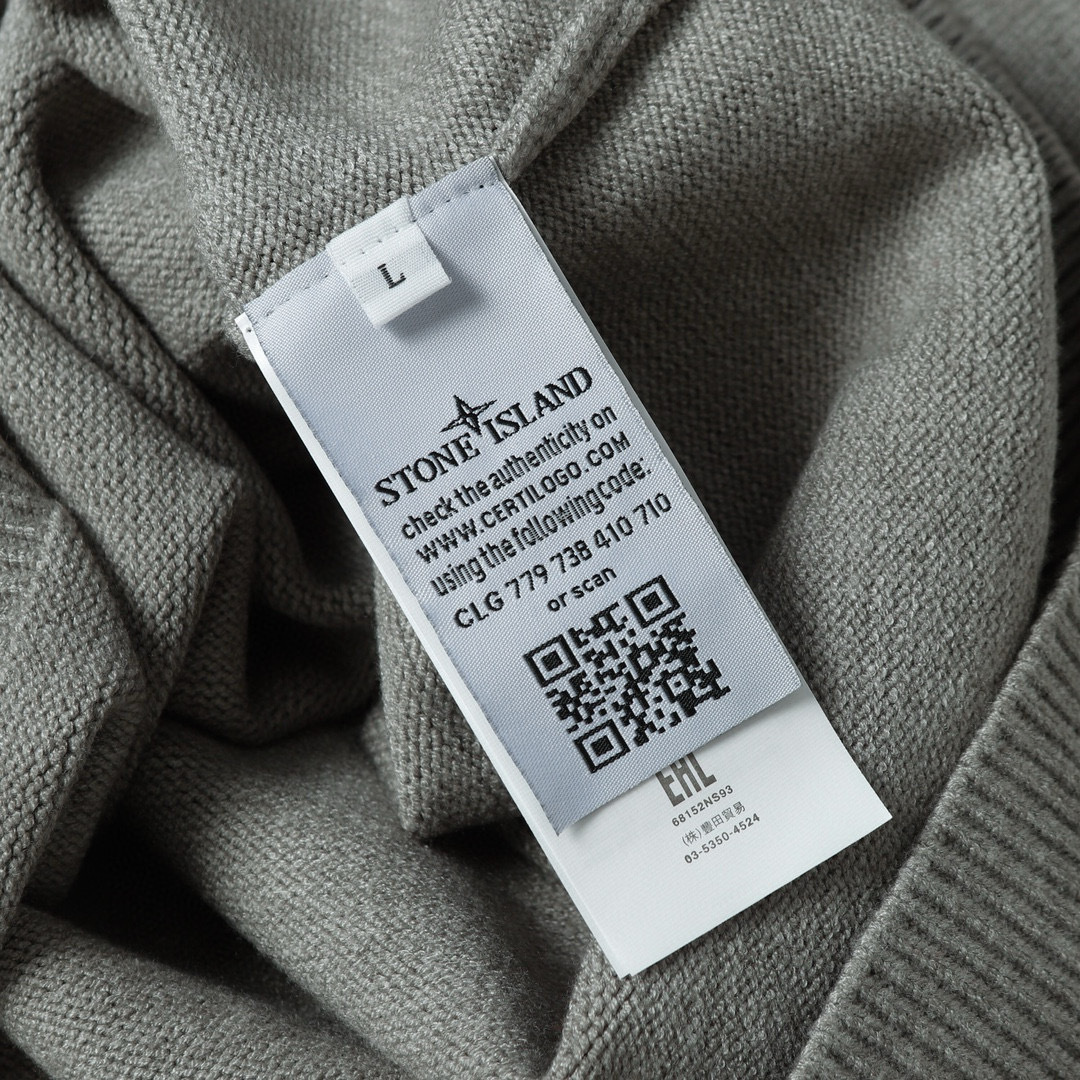 L
STONE ISLAND
check the authenticity on
WWW.CERTILOGO.COM
using the following code:
CLG 779 738 410 710
or scan
EAC
68152NS93
(株)豊田貿易
03-5350-4524